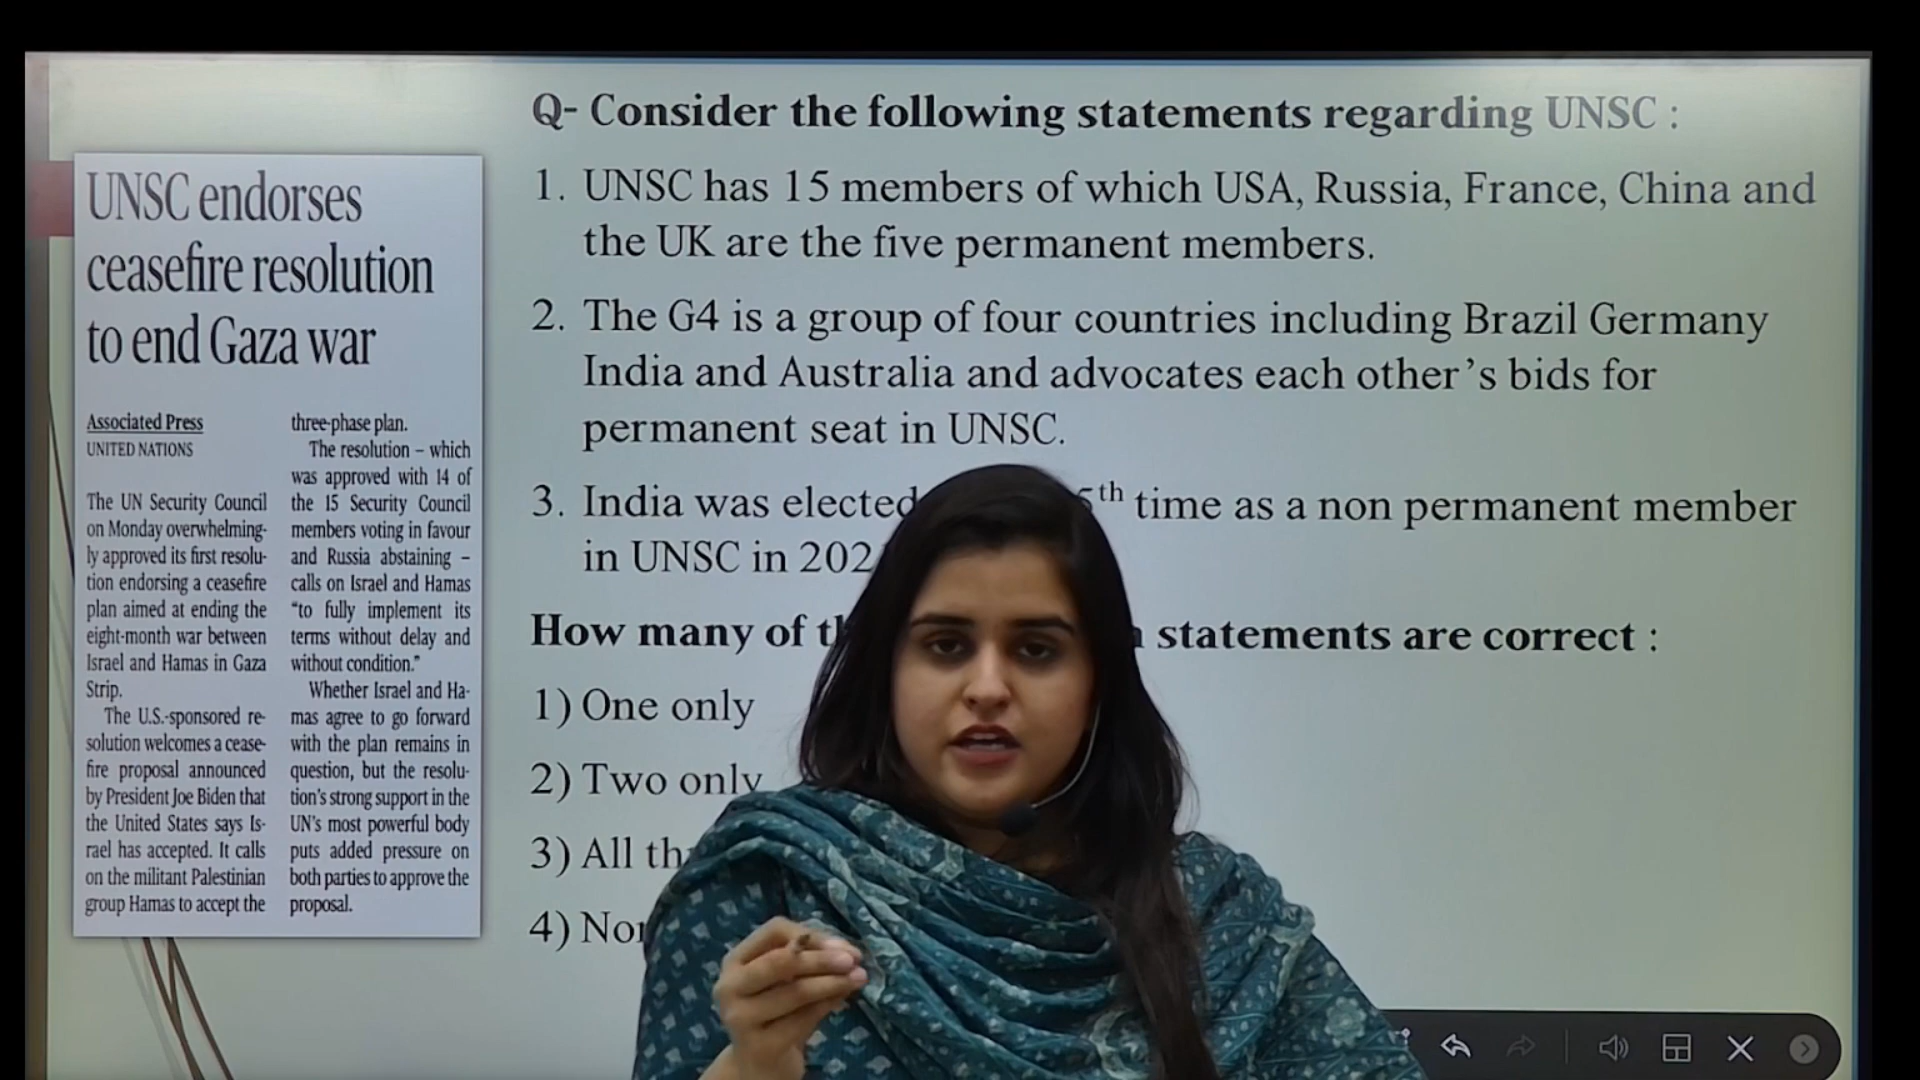 UNSC endorses
ceasefire resolution
to end Gaza war
Associated Press
UNITED NATIONS
The UN Security Council
on Monday overwhelming-
ly approved its first resolu-
tion endorsing a ceasefire
plan aimed at ending the
eight-month war between
Israel and Hamas in Gaza
Strip.
The U.S.-sponsored re-
solution welcomes a cease-
fire proposal announced
by President Joe Biden that
the United States says Is-
rael has accepted. It calls
on the militant Palestinian
group Hamas to accept the
three-phase plan.
The resolution – which
was approved with 14 of
the 15 Security Council
members voting in favour
and Russia abstaining –
calls on Israel and Hamas
“to fully implement its
terms without delay and
without condition.”
Whether Israel and Ha-
mas agree to go forward
with the plan remains in
question, but the resolu-
tion’s strong support in the
UN’s most powerful body
puts added pressure on
both parties to approve the
proposal.
Q- Consider the following statements regarding UNSC :
1. UNSC has 15 members of which USA, Russia, France, China and
the UK are the five permanent members.
2. The G4 is a group of four countries including Brazil Germany
India and Australia and advocates each other’s bids for
permanent seat in UNSC.
3. India was elected time as a non permanent member
in UNSC in
How many of statements are correct :
1) One only
2) Two only
3) All
4)